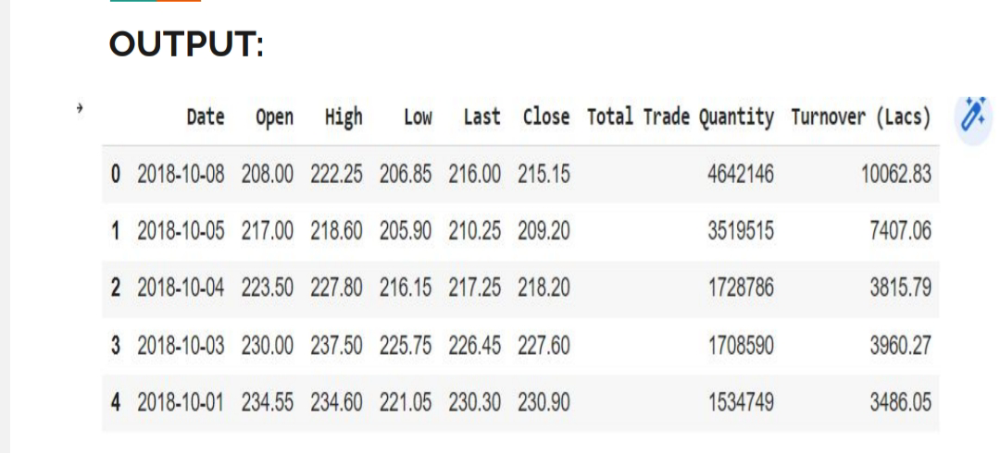 OUTPUT:
Date Open High Low Last Close Total Trade Quantity Turnover (Lacs)
0 2018-10-08 208.00 222.25 206.85 216.00 215.15 4642146 10062.83
1 2018-10-05 217.00 218.60 205.90 210.25 209.20 3519515 7407.06
2 2018-10-04 223.50 227.80 216.15 217.25 218.20 1728786 3815.79
3 2018-10-03 230.00 237.50 225.75 226.45 227.60 1708590 3960.27
4 2018-10-01 234.55 234.60 221.05 230.30 230.90 1534749 3486.05